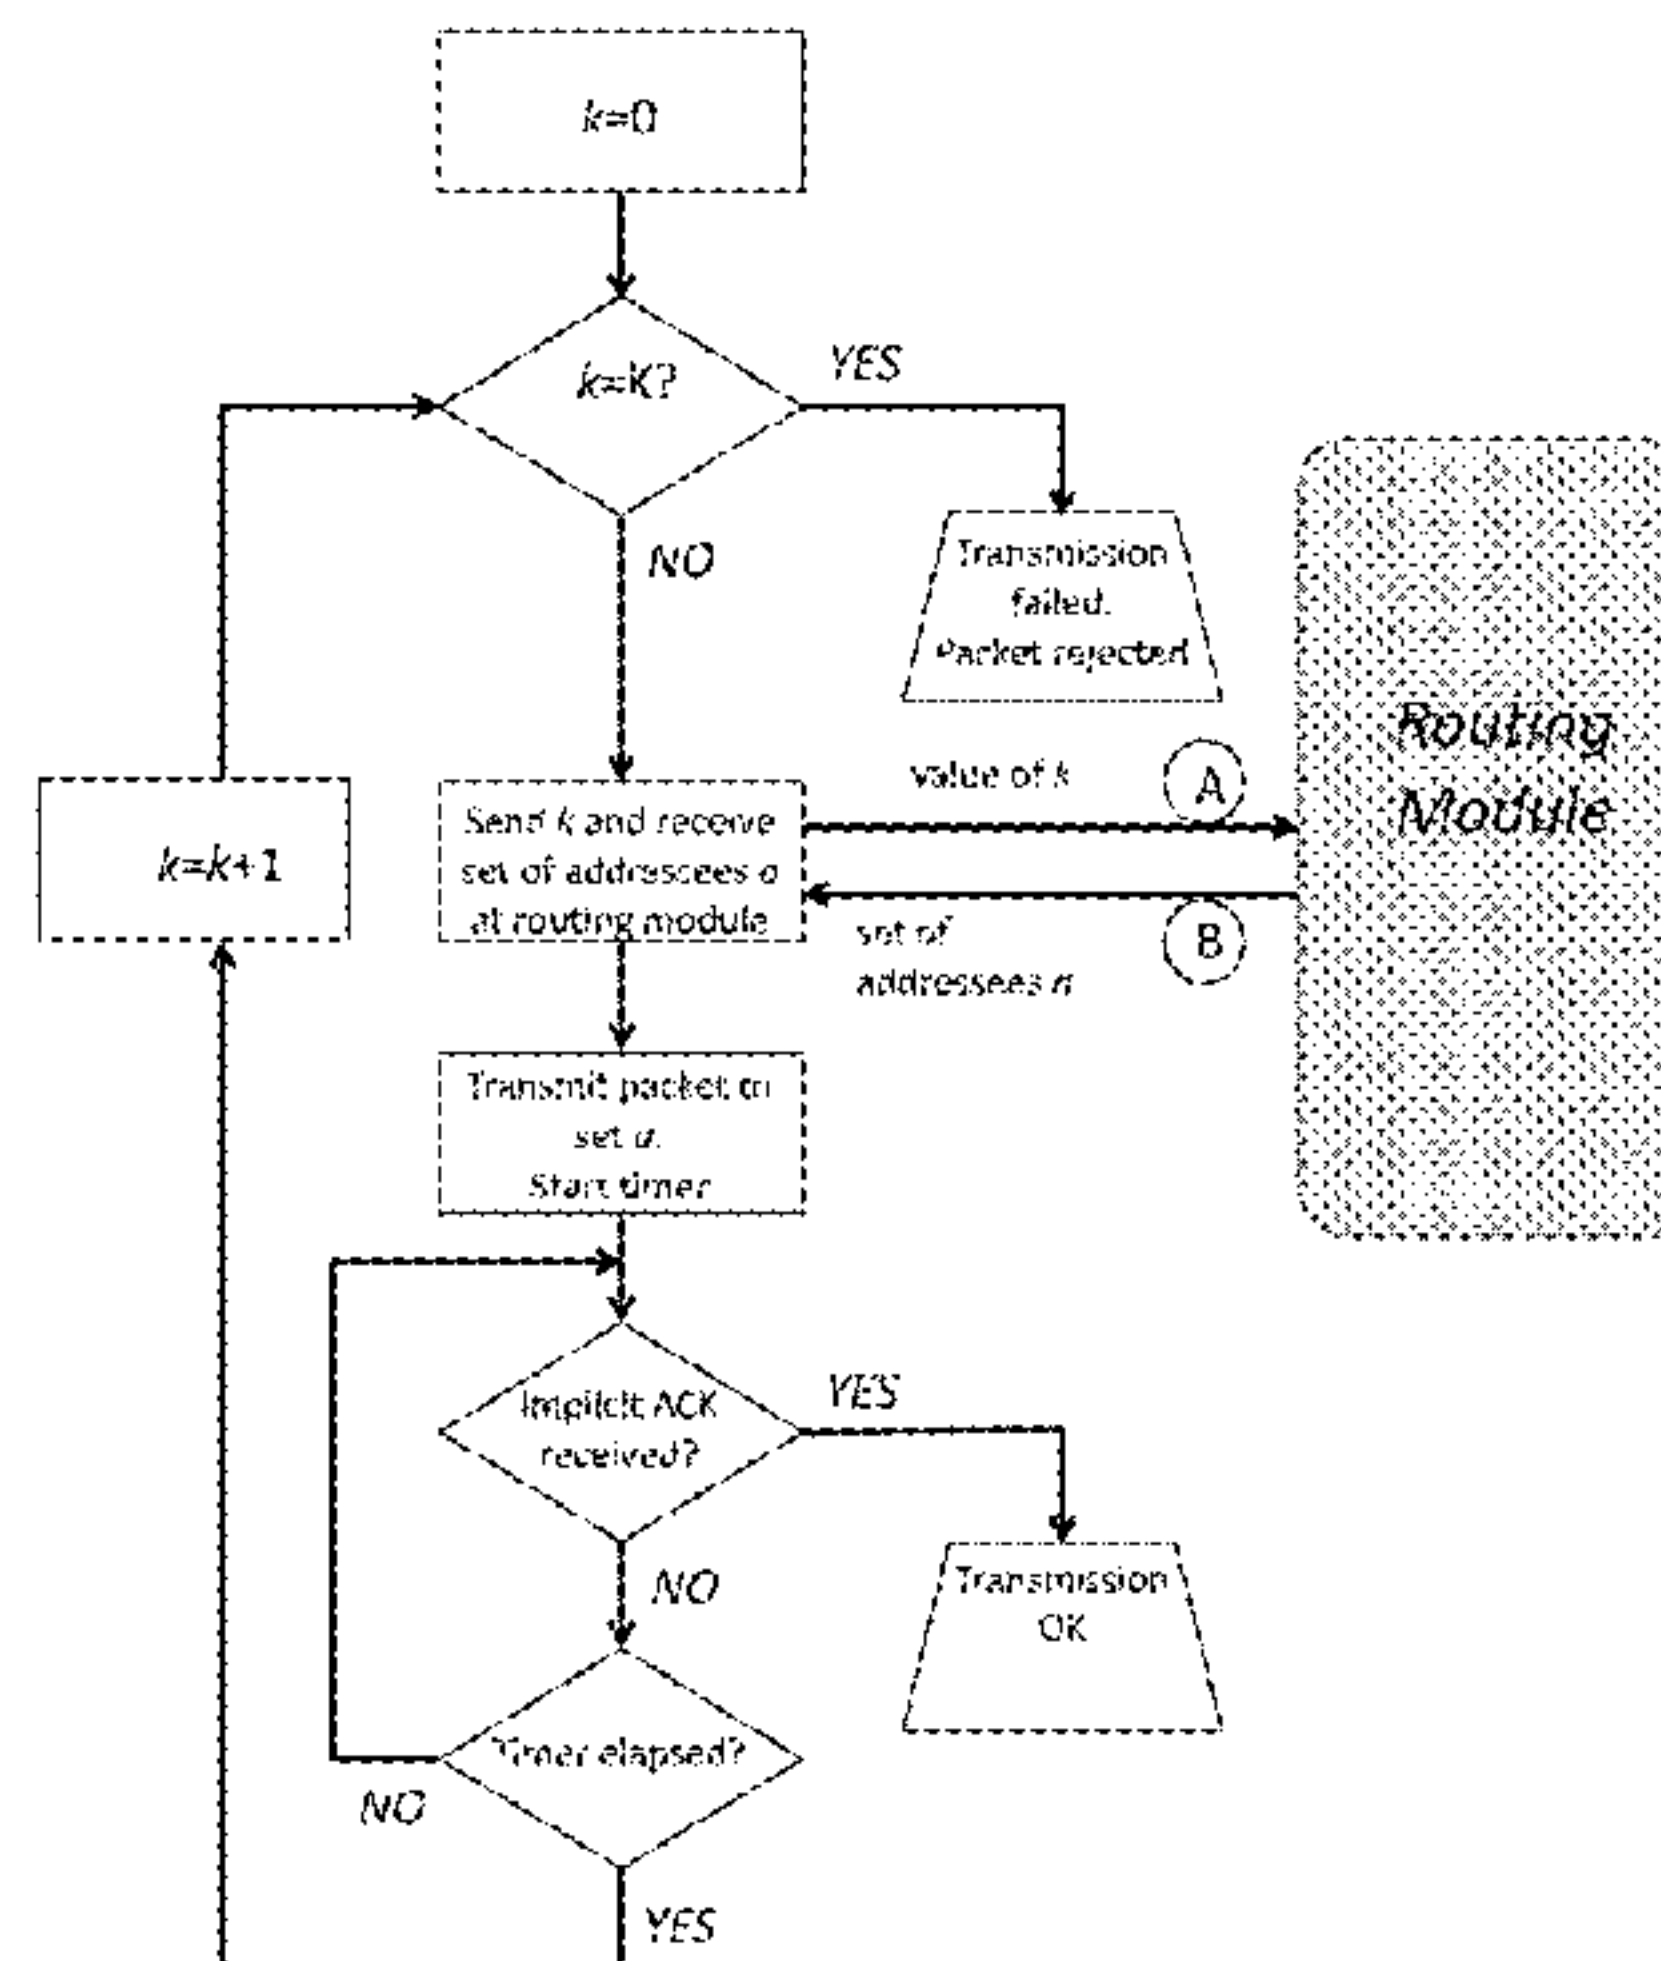 k=0
k=K?
YES
NO
Transmission
failed.
Packet rejected
Routing
Module
value of k
A
k=k+1
Send k and receive
set of addressees a
at routing module
set of
addressees a
B
Transmit packet to
set a.
Start timer
Implicit ACK
received?
YES
NO
Transmission
OK
Timer elapsed?
NO
YES